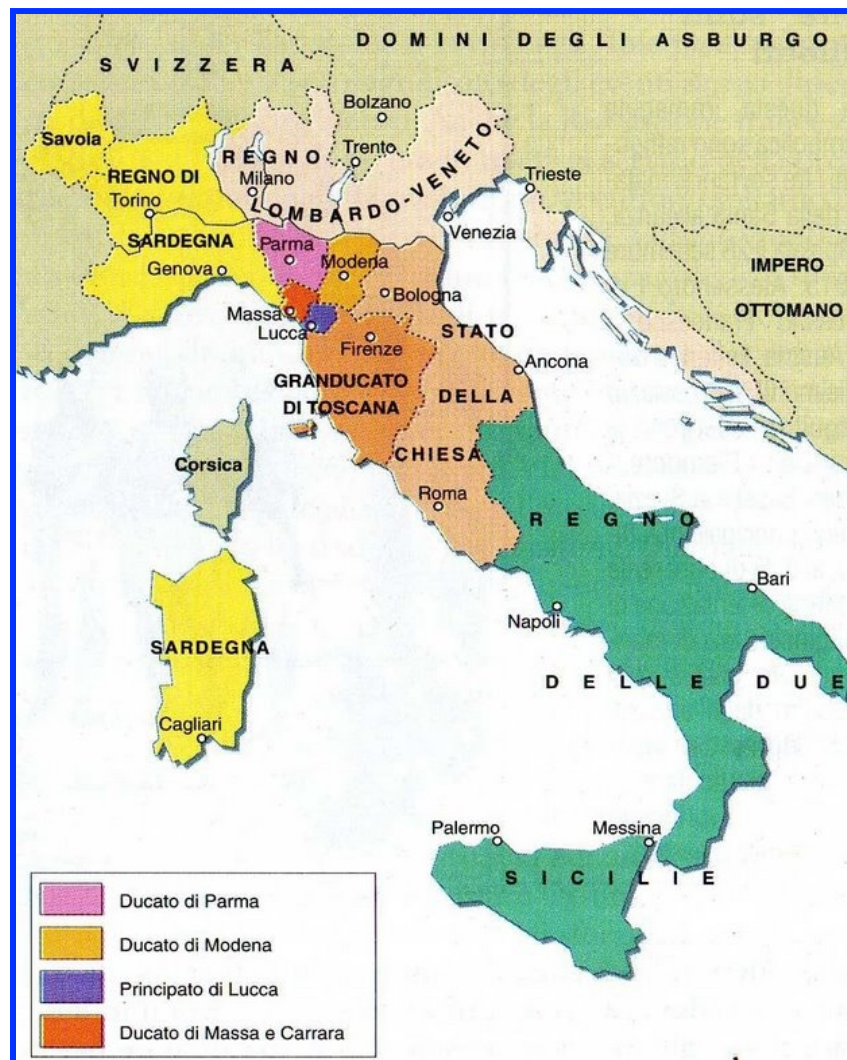 DOMINI DEGLI ASBURGO
SVIZZERA
Bolzano
Savoia
REGNO
Trento
REGNO DI
Milano
LOMBARDO-VENETO
Trieste
Torino
SARDEGNA
Venezia
Parma
Modena
Genova
IMPERO
OTTOMANO
Bologna
Massa
Lucca
STATO
Firenze
Ancona
GRANDUCATO
DI TOSCANA
DELLA
CHIESA
Corsica
Roma
REGNO
Bari
Napoli
SARDEGNA
DELLE DUE
Cagliari
Palermo
Messina
SICILIE
Ducato di Parma
Ducato di Modena
Principato di Lucca
Ducato di Massa e Carrara